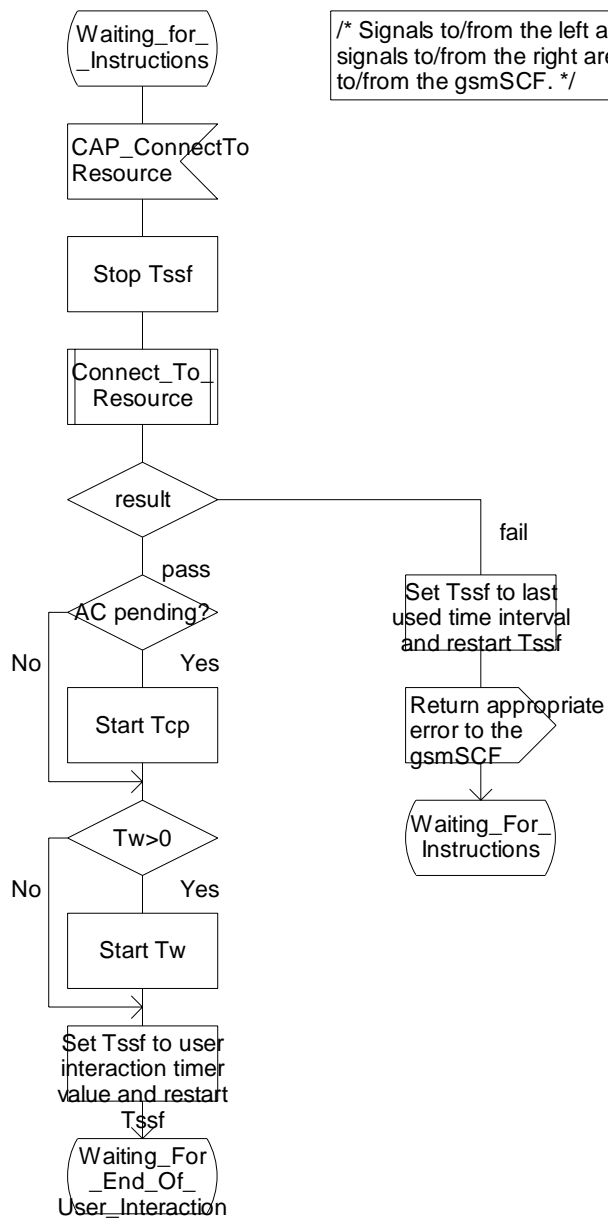 Waiting_for_
_Instructions
/* Signals to/from the left a
signals to/from the right are
to/from the gsmSCF. */
CAP_ConnectTo
Resource
Stop Tssf
Connect_To_
Resource
result
fail
pass
AC pending?
No
Yes
Start Tcp
Set Tssf to last
used time interval
and restart Tssf
Return appropriate
error to the
gsmSCF
Waiting_For_
Instructions
Tw>0
No
Yes
Start Tw
Set Tssf to user
interaction timer
value and restart
Tssf
Waiting_For
_End_Of_
User_Interaction